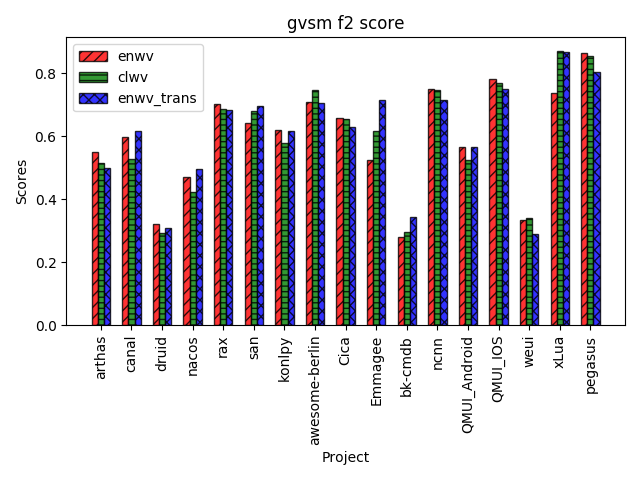 gvsm f2 score
enwv
clwv
enwv_trans
Scores
0.8
0.6
0.4
0.2
0.0
arthas
canal
druid
nacos
rax
san
konlpy
awesome-berlin
Cica
Emmagee
bk-cmdb
ncnn
QMUI_Android
QMUI_IOS
weui
xLua
pegasus
Project